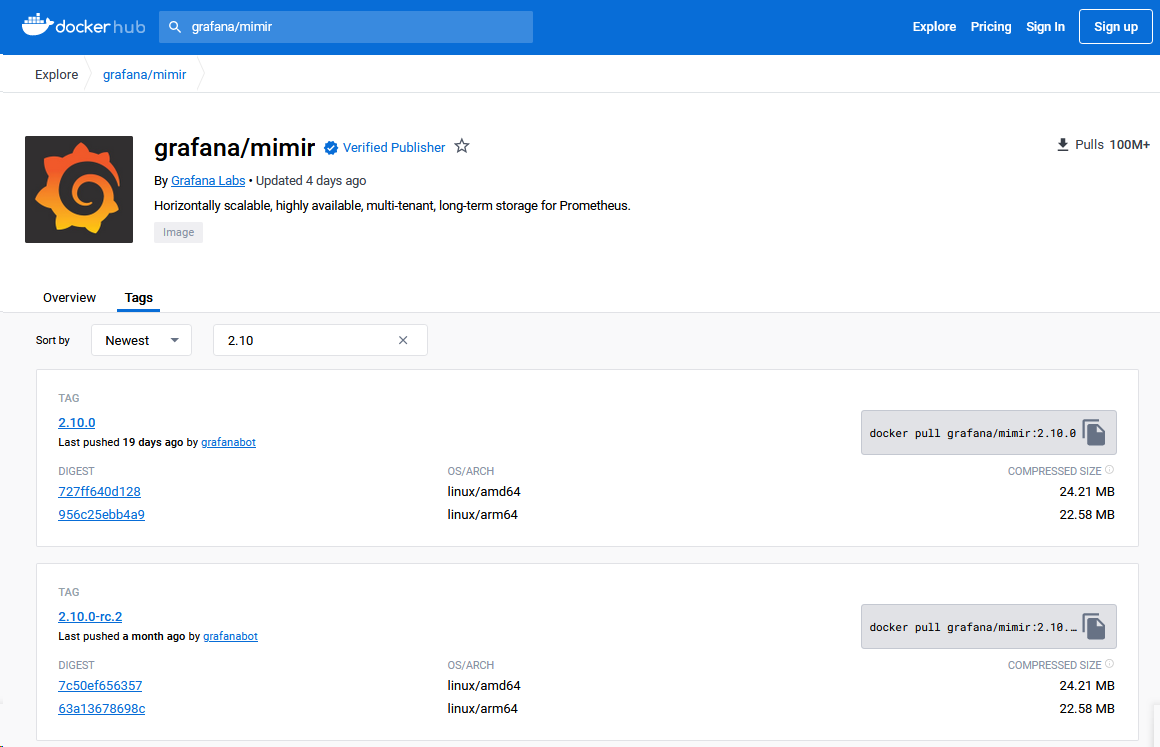 docker hub
grafana/mimir
Explore Pricing Sign In Sign up
Explore grafana/mimir
grafana/mimir Verified Publisher
Pulls 100M+
By Grafana Labs • Updated 4 days ago
Horizontally scalable, highly available, multi-tenant, long-term storage for Prometheus.
Image
Overview Tags
Sort by Newest 2.10
TAG
2.10.0
Last pushed 19 days ago by grafanabot
docker pull grafana/mimir:2.10.0
DIGEST OS/ARCH COMPRESSED SIZE
727ff640d128 linux/amd64 24.21 MB
956c25ebb4a9 linux/arm64 22.58 MB
TAG
2.10.0-rc.2
Last pushed a month ago by grafanabot
docker pull grafana/mimir:2.10.…
DIGEST OS/ARCH COMPRESSED SIZE
7c50ef656357 linux/amd64 24.21 MB
63a13678698c linux/arm64 22.58 MB